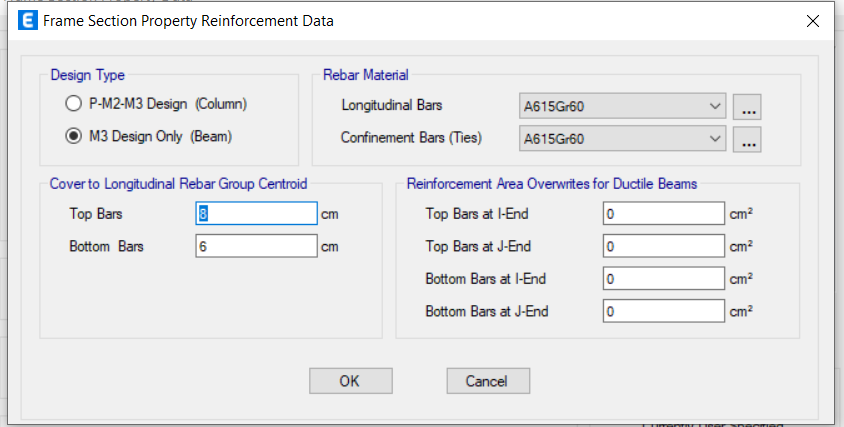 Frame Section Property Reinforcement Data
Design Type
P-M2-M3 Design (Column)
M3 Design Only (Beam)
Rebar Material
Longitudinal Bars
A615Gr60
...
Confinement Bars (Ties)
A615Gr60
...
Cover to Longitudinal Rebar Group Centroid
Top Bars
8
cm
Bottom Bars
6
cm
Reinforcement Area Overwrites for Ductile Beams
Top Bars at I-End
0
cm²
Top Bars at J-End
0
cm²
Bottom Bars at I-End
0
cm²
Bottom Bars at J-End
0
cm²
OK
Cancel